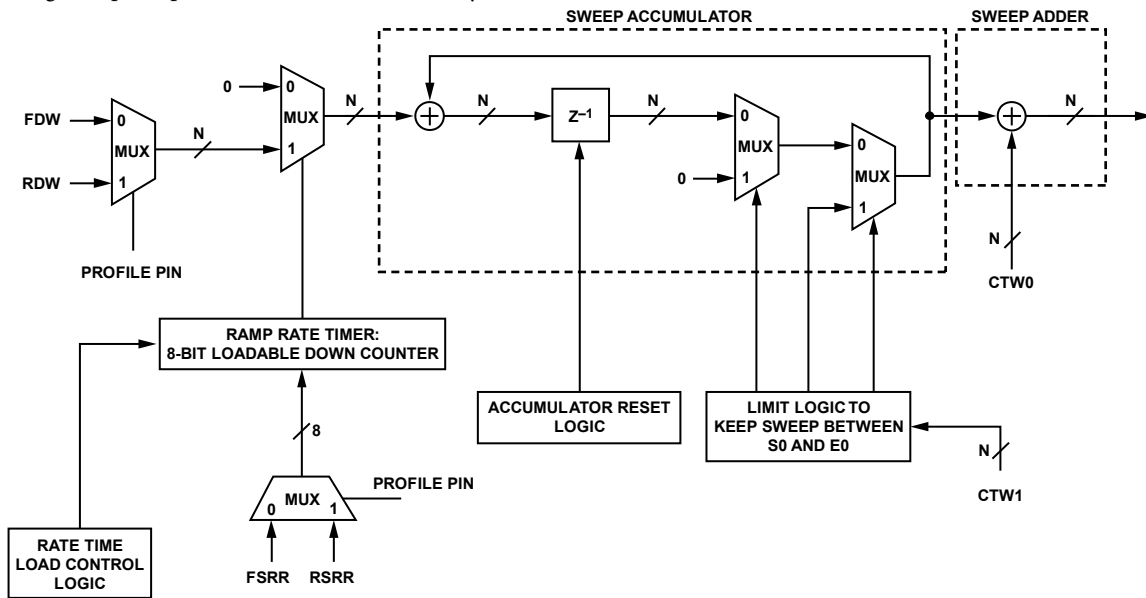 SWEEP ACCUMULATOR
SWEEP ADDER
0
0
MUX
1
N
N
Z⁻¹
N
0
MUX
1
0
0
MUX
1
N
FDW
RDW
0
MUX
1
N
PROFILE PIN
N
CTW0
RAMP RATE TIMER:
8-BIT LOADABLE DOWN COUNTER
ACCUMULATOR RESET
LOGIC
LIMIT LOGIC TO
KEEP SWEEP BETWEEN
S0 AND E0
N
CTW1
8
MUX
0
1
PROFILE PIN
FSRR
RSRR
RATE TIME
LOAD CONTROL
LOGIC